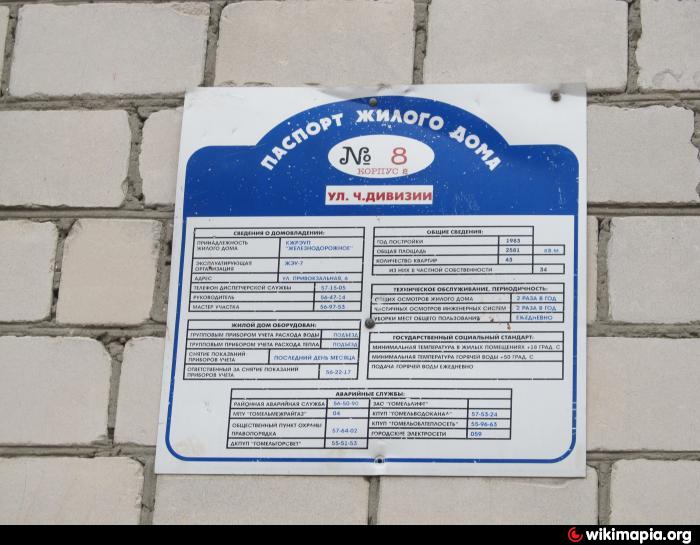 ПАСПОРТ ЖИЛОГО ДОМА
№ 8
КОРПУС 2
УЛ. Ч.ДИВИЗИИ
СВЕДЕНИЯ О ДОМОВЛАДЕНИИ:
ПРИНАДЛЕЖНОСТЬ ЖИЛОГО ДОМА КЖРЭУП "ЖЕЛЕЗНОДОРОЖНОЕ"
ЭКСПЛУАТИРУЮЩАЯ ОРГАНИЗАЦИЯ ЖЭУ-7
АДРЕС УЛ. ПРИВОКЗАЛЬНАЯ, 6
ТЕЛЕФОН ДИСПЕТЧЕРСКОЙ СЛУЖБЫ 57-15-05
РУКОВОДИТЕЛЬ 56-47-14
МАСТЕР УЧАСТКА 56-97-53
ОБЩИЕ СВЕДЕНИЯ:
ГОД ПОСТРОЙКИ 1985
ОБЩАЯ ПЛОЩАДЬ 2581 КВ.М.
КОЛИЧЕСТВО КВАРТИР 45
ИЗ НИХ В ЧАСТНОЙ СОБСТВЕННОСТИ 34
ТЕХНИЧЕСКОЕ ОБСЛУЖИВАНИЕ, ПЕРИОДИЧНОСТЬ:
ОБЩИХ ОСМОТРОВ ЖИЛОГО ДОМА 2 РАЗА В ГОД
ЧАСТИЧНЫХ ОСМОТРОВ ИНЖЕНЕРНЫХ СИСТЕМ 2 РАЗА В ГОД
УБОРКИ МЕСТ ОБЩЕГО ПОЛЬЗОВАНИЯ ЕЖЕДНЕВНО
ЖИЛОЙ ДОМ ОБОРУДОВАН:
ГРУППОВЫМ ПРИБОРОМ УЧЕТА РАСХОДА ВОДЫ ПОДЪЕЗД
ГРУППОВЫМ ПРИБОРОМ УЧЕТА РАСХОДА ТЕПЛА ПОДЪЕЗД
СНЯТИЕ ПОКАЗАНИЙ ПРИБОРОВ УЧЕТА ПОСЛЕДНИЙ ДЕНЬ МЕСЯЦА
ОТВЕТСТВЕННЫЙ ЗА СНЯТИЕ ПОКАЗАНИЙ ПРИБОРОВ УЧЕТА 56-22-17
ГОСУДАРСТВЕННЫЙ СОЦИАЛЬНЫЙ СТАНДАРТ:
МИНИМАЛЬНАЯ ТЕМПЕРАТУРА В ЖИЛЫХ ПОМЕЩЕНИЯХ +18 ГРАД. С
МИНИМАЛЬНАЯ ТЕМПЕРАТУРА ГОРЯЧЕЙ ВОДЫ +50 ГРАД. С
ПОДАЧА ГОРЯЧЕЙ ВОДЫ ЕЖЕДНЕВНО
АВАРИЙНЫЕ СЛУЖБЫ:
РАЙОННАЯ АВАРИЙНАЯ СЛУЖБА 56-50-90 ЗАО "ГОМЕЛЬЛИФТ"
МПУ "ГОМЕЛЬМЕЖРАЙГАЗ" 04 КПУП "ГОМЕЛЬВОДОКАНАЛ" 57-53-24
ОБЩЕСТВЕННЫЙ ПУНКТ ОХРАНЫ ПРАВОПОРЯДКА 57-64-02 КПУП "ГОМЕЛЬОБЛТЕПЛОСЕТЬ" 55-96-63
ДКПУП "ГОМЕЛЬГОРСВЕТ" 55-51-53 ГОРОДСКИЕ ЭЛЕКТРОСЕТИ 059
wikimapia.org